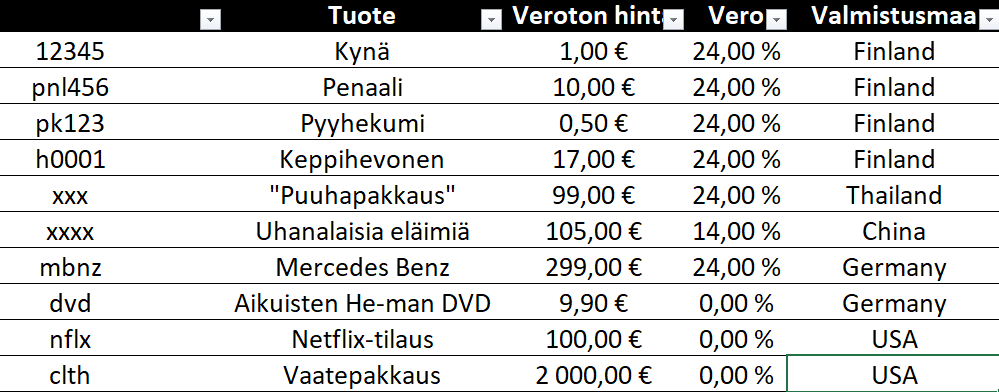 Tuote Veroton hinta Vero Valmistusmaa
12345 Kynä 1,00 € 24,00 % Finland
pnl456 Penaali 10,00 € 24,00 % Finland
pk123 Pyyhekumi 0,50 € 24,00 % Finland
h0001 Keppihevonen 17,00 € 24,00 % Finland
xxx "Puuhapakkaus" 99,00 € 24,00 % Thailand
xxxx Uhanalaisia eläimiä 105,00 € 14,00 % China
mbnz Mercedes Benz 299,00 € 24,00 % Germany
dvd Aikuisten He-man DVD 9,90 € 0,00 % Germany
nflx Netflix-tilaus 100,00 € 0,00 % USA
clth Vaatepakkaus 2 000,00 € 0,00 % USA